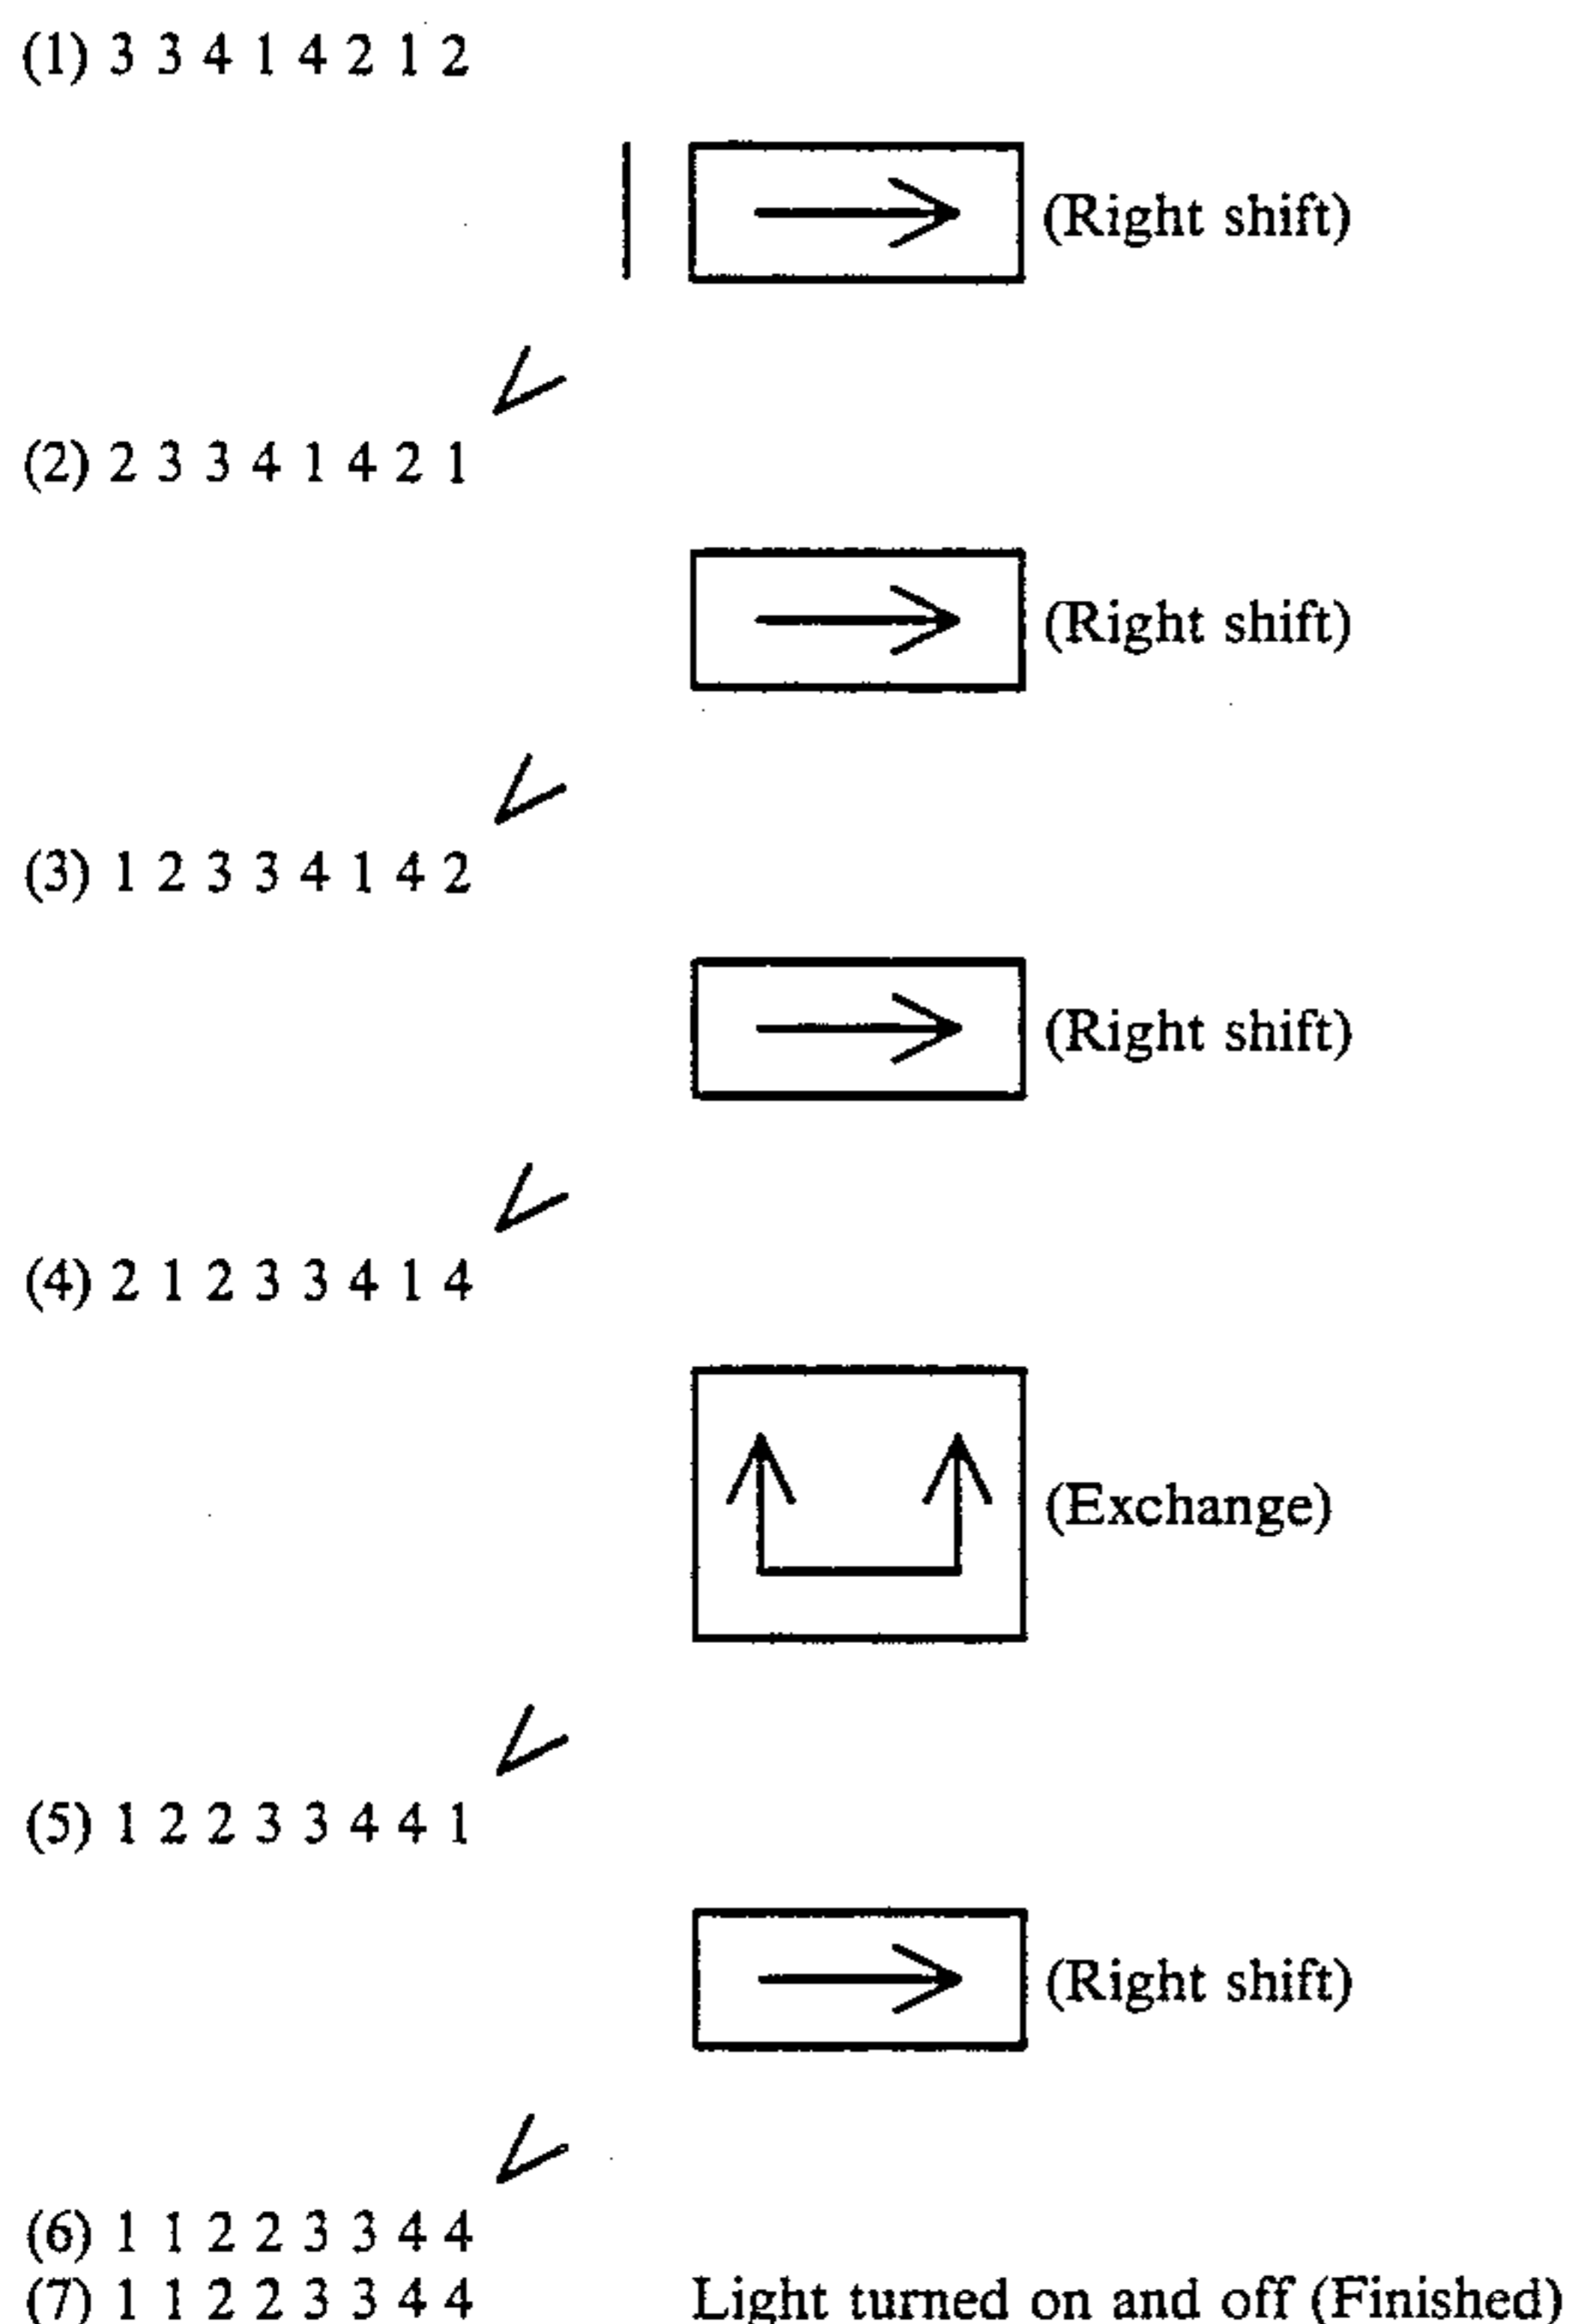 (1) 3 3 4 1 4 2 1 2
(Right shift)
(2) 2 3 3 4 1 4 2 1
(Right shift)
(3) 1 2 3 3 4 1 4 2
(Right shift)
(4) 2 1 2 3 3 4 1 4
(Exchange)
(5) 1 2 2 3 3 4 4 1
(Right shift)
(6) 1 1 2 2 3 3 4 4
(7) 1 1 2 2 3 3 4 4 Light turned on and off (Finished)